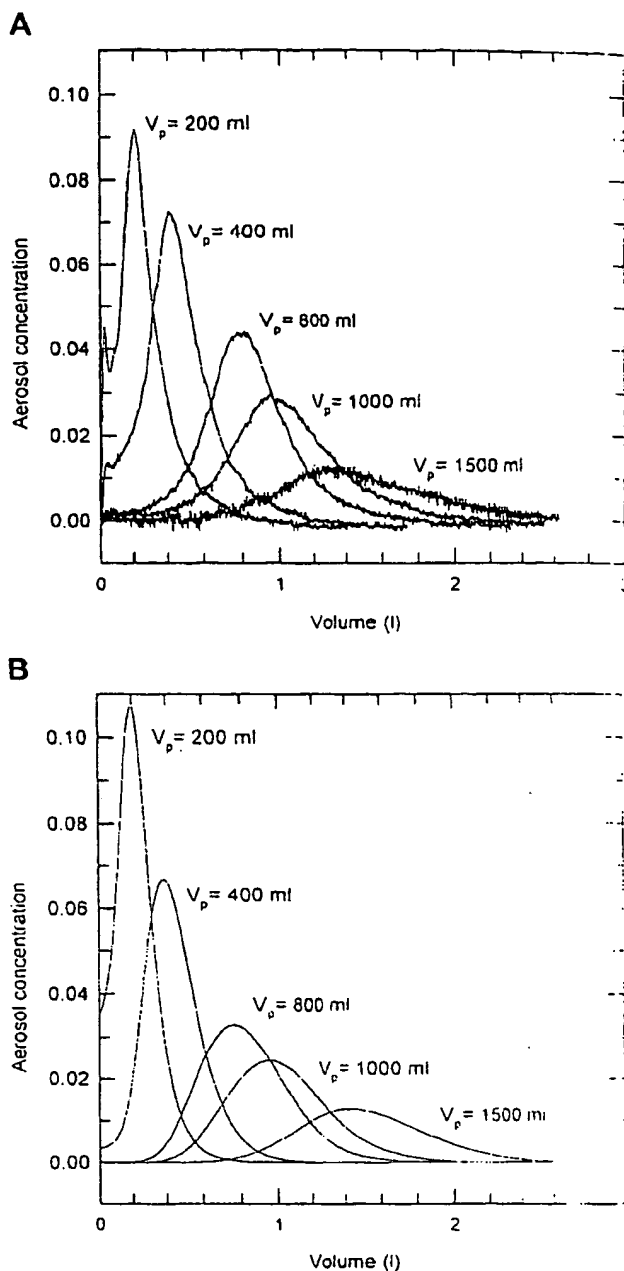 A
0.10
0.08
0.06
0.04
0.02
0.00
Aerosol concentration
Vp= 200 ml
Vp= 400 ml
Vp= 800 ml
Vp= 1000 ml
Vp= 1500 ml
0
1
2
3
Volume (l)
B
0.10
0.08
0.06
0.04
0.02
0.00
Aerosol concentration
Vp= 200 ml
Vp= 400 ml
Vp= 800 ml
Vp= 1000 ml
Vp= 1500 ml
0
1
2
Volume (l)